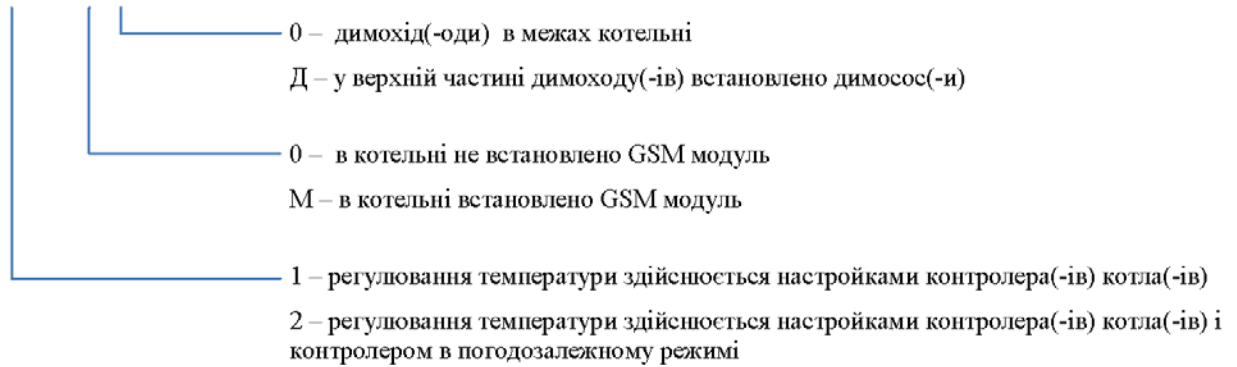 0 – димохід(-оди) в межах котельні
Д – у верхній частині димоходу(-ів) встановлено димосос(-и)
0 – в котельні не встановлено GSM модуль
М – в котельні встановлено GSM модуль
1 – регулювання температури здійснюється настройками контролера(-ів) котла(-ів)
2 – регулювання температури здійснюється настройками контролера(-ів) котла(-ів) і
контролером в погодозалежному режимі